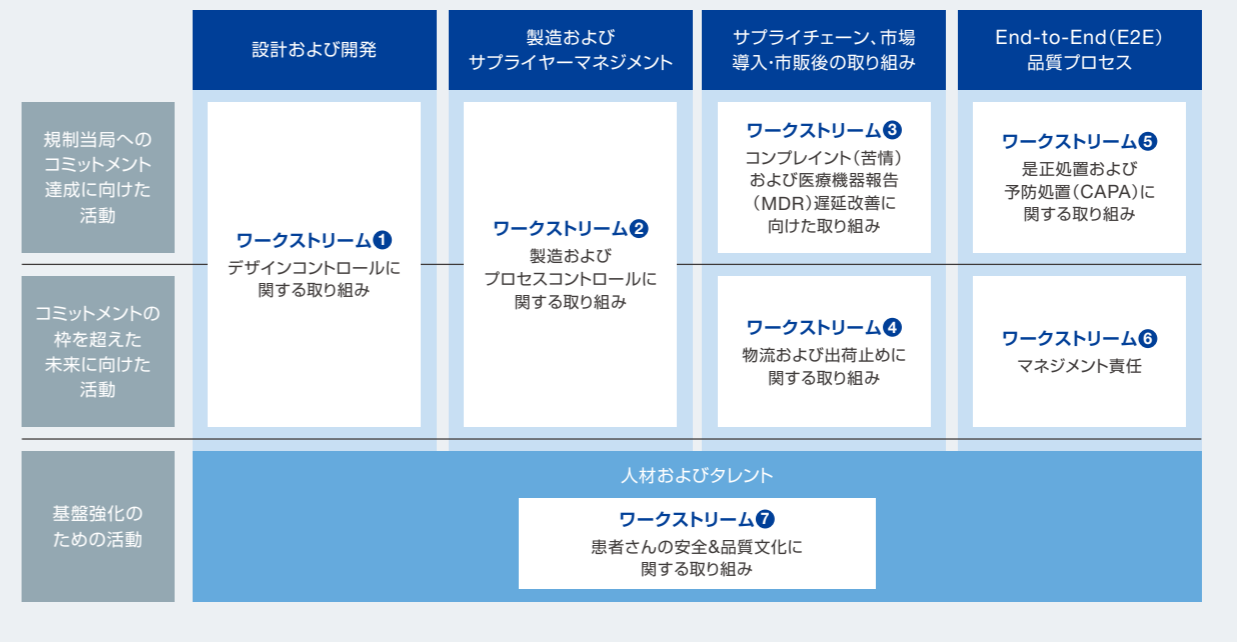 設計および開発
製造および
サプライヤーマネジメント
サプライチェーン、市場
導入・市販後の取り組み
End-to-End（E2E）
品質プロセス
規制当局への
コミットメント
達成に向けた
活動
ワークストリーム❶
デザインコントロールに
関する取り組み
ワークストリーム❷
製造および
プロセスコントロールに
関する取り組み
ワークストリーム❸
コンプレイント（苦情）
および医療機器報告
（MDR）遅延改善に
向けた取り組み
ワークストリーム❺
是正処置および
予防処置（CAPA）に
関する取り組み
コミットメントの
枠を超えた
未来に向けた
活動
ワークストリーム❹
物流および出荷止めに
関する取り組み
ワークストリーム❻
マネジメント責任
基盤強化の
ための活動
人材およびタレント
ワークストリーム❼
患者さんの安全&品質文化に
関する取り組み